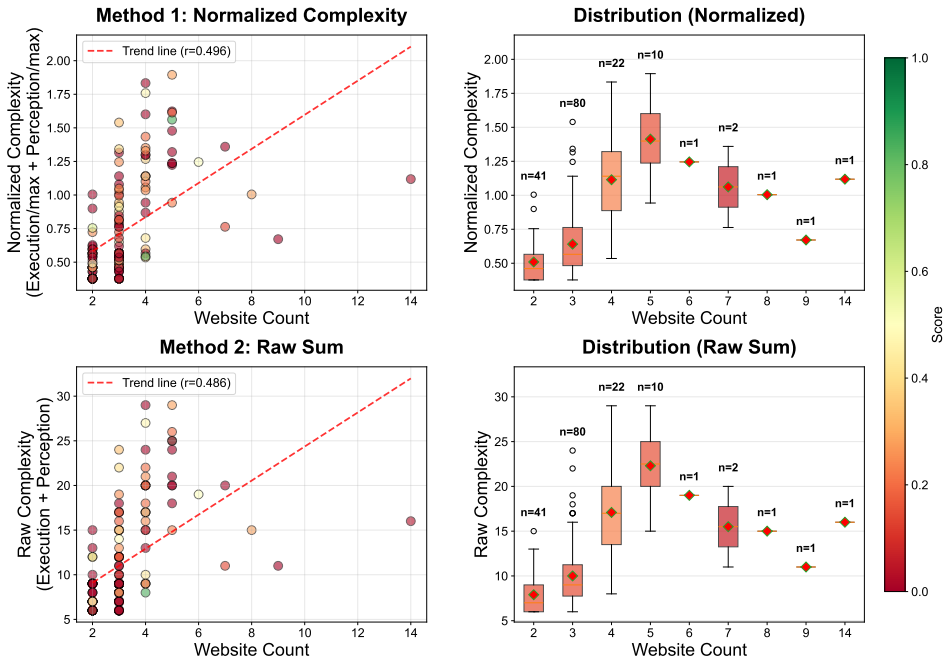 Method 1: Normalized Complexity
Trend line (r=0.496)
Normalized Complexity
(Execution/max + Perception/max)
2.00
1.75
1.50
1.25
1.00
0.75
0.50
2 4 6 8 10 12 14
Website Count
Distribution (Normalized)
Normalized Complexity
2.00
1.75
1.50
1.25
1.00
0.75
0.50
n=41
n=80
n=22
n=10
n=1
n=2
n=1
n=1
n=1
2 3 4 5 6 7 8 9 14
Website Count
Method 2: Raw Sum
Trend line (r=0.486)
Raw Complexity
(Execution + Perception)
30
25
20
15
10
5
2 4 6 8 10 12 14
Website Count
Distribution (Raw Sum)
Raw Complexity
30
25
20
15
10
5
n=41
n=80
n=22
n=10
n=1
n=2
n=1
n=1
n=1
2 3 4 5 6 7 8 9 14
Website Count
1.0
0.8
0.6
0.4
0.2
0.0
Score